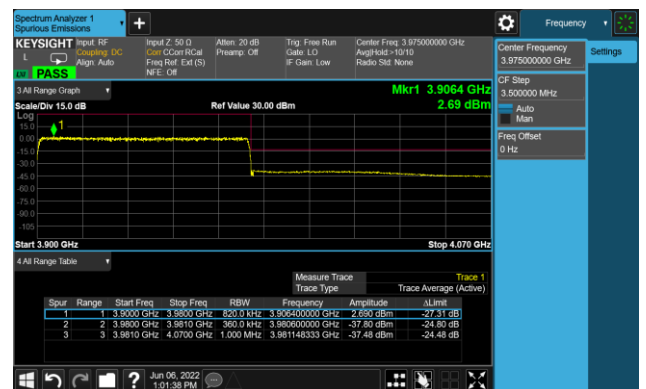 Spectrum Analyzer 1
Spurious Emissions
Frequency
KEYSIGHT
Input: RF
Coupling: DC
Align: Auto
Input Z: 50 Ω
Corr CCorr RCal
Freq Ref: Ext (S)
NFE: Off
Atten: 20 dB
Preamp: Off
Trig: Free Run
Gate: LO
IF Gain: Low
Center Freq: 3.975000000 GHz
Avg|Hold:>10/10
Radio Std: None
L
PASS
Center Frequency
3.975000000 GHz
Settings
CF Step
3.500000 MHz
Auto
Man
Freq Offset
0 Hz
3 All Range Graph
Mkr1 3.9064 GHz
Scale/Div 15.0 dB
Ref Value 30.00 dBm
2.69 dBm
Log
15.0
1
0.00
-15.0
-30.0
-45.0
-60.0
-75.0
-90.0
-105
Start 3.900 GHz
Stop 4.070 GHz
4 All Range Table
Measure Trace Trace 1
Trace Type Trace Average (Active)
Spur Range Start Freq Stop Freq RBW Frequency Amplitude ΔLimit
1 1 3.9000 GHz 3.9800 GHz 820.0 kHz 3.906400000 GHz 2.690 dBm -27.31 dB
2 2 3.9800 GHz 3.9810 GHz 360.0 kHz 3.980600000 GHz -37.80 dBm -24.80 dB
3 3 3.9810 GHz 4.0700 GHz 1.000 MHz 3.981148333 GHz -37.48 dBm -24.48 dB
?
Jun 06, 2022
1:01:38 PM